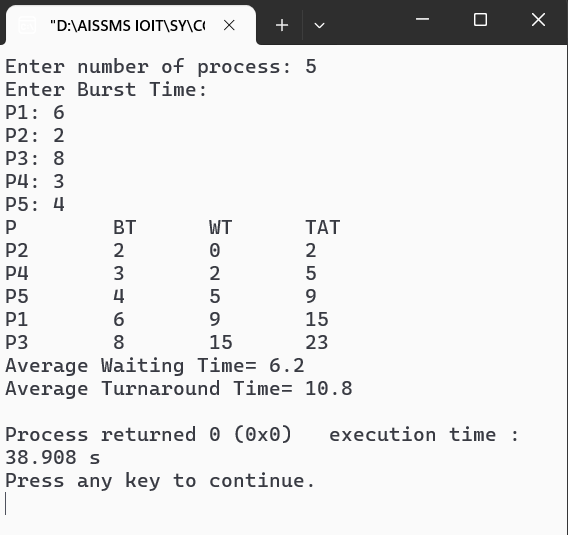 "D:\AISSMS IOIT\SY\C
Enter number of process: 5
Enter Burst Time:
P1: 6
P2: 2
P3: 8
P4: 3
P5: 4
P BT WT TAT
P2 2 0 2
P4 3 2 5
P5 4 5 9
P1 6 9 15
P3 8 15 23
Average Waiting Time= 6.2
Average Turnaround Time= 10.8
Process returned 0 (0x0) execution time :
38.908 s
Press any key to continue.